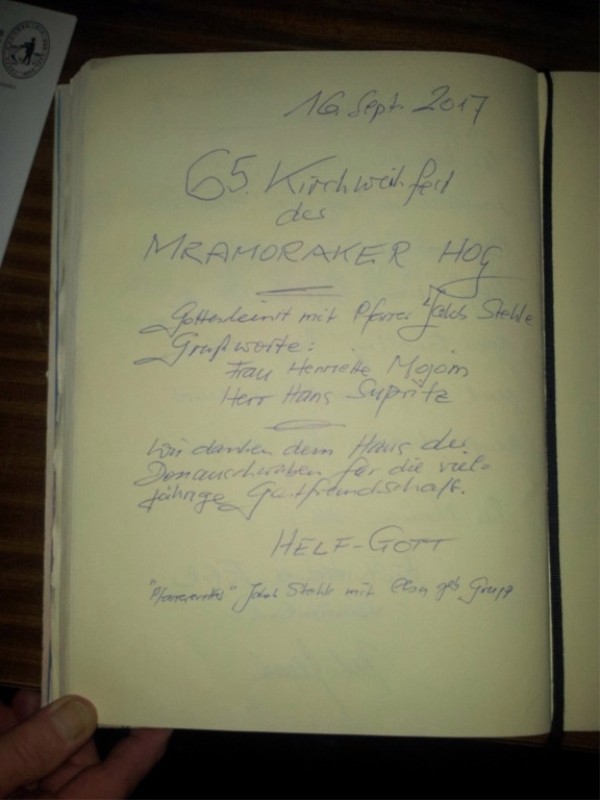 16. Sept. 2017
65. Kirchweihfest
des
MRAMORAKER HOG
Gottesdienst mit Pfarrer Jakob Stehle
Grußworte:
Frau Henriette Mojem
Herr Hans Supritz
Wir danken dem Haus der
Donauschwaben für die viel-
jährige Gastfreundschaft.
HELF-GOTT
Jakob Stehle mit geb